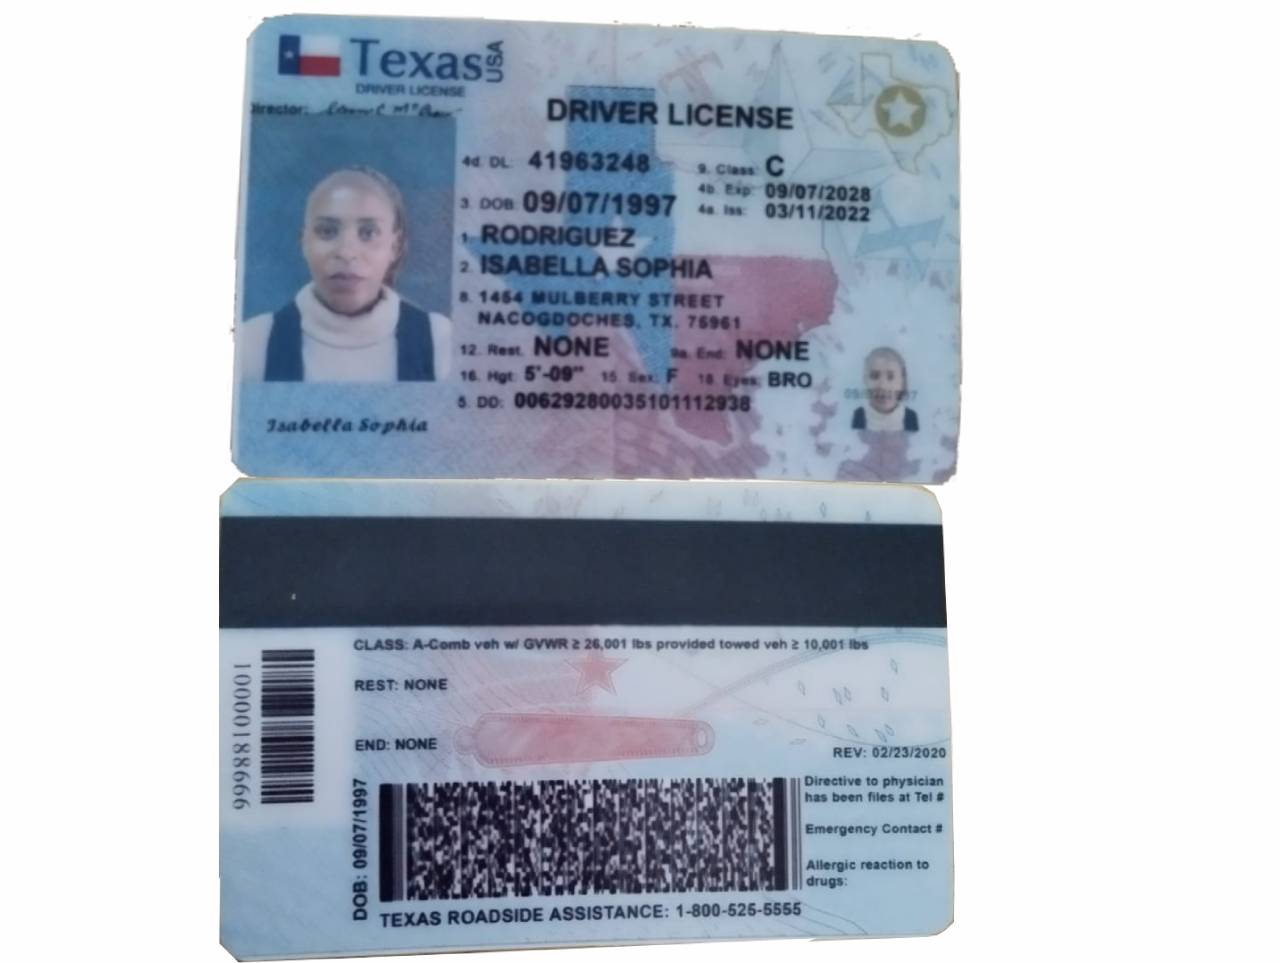 Texas USA
DRIVER LICENSE
Director:
DRIVER LICENSE
4d. DL: 41963248
9. Class: C
4b. Exp: 09/07/2028
3. DOB: 09/07/1997
4a. Iss: 03/11/2022
1. RODRIGUEZ
2. ISABELLA SOPHIA
8. 1454 MULBERRY STREET
NACOGDOCHES, TX, 75961
12. Rest. NONE
9a. End: NONE
16. Hgt: 5'-09" 15. Sex: F 18. Eyes: BRO
5. DD: 00629280035101112938
09/07/1997
Isabella Sophia
CLASS: A-Comb veh w/ GVWR ≥ 26,001 lbs provided towed veh ≥ 10,001 lbs
REST: NONE
END: NONE
REV: 02/23/2020
10000188666
DOB: 09/07/1997
Directive to physician
has been files at Tel #
Emergency Contact #
Allergic reaction to
drugs:
TEXAS ROADSIDE ASSISTANCE: 1-800-525-5555